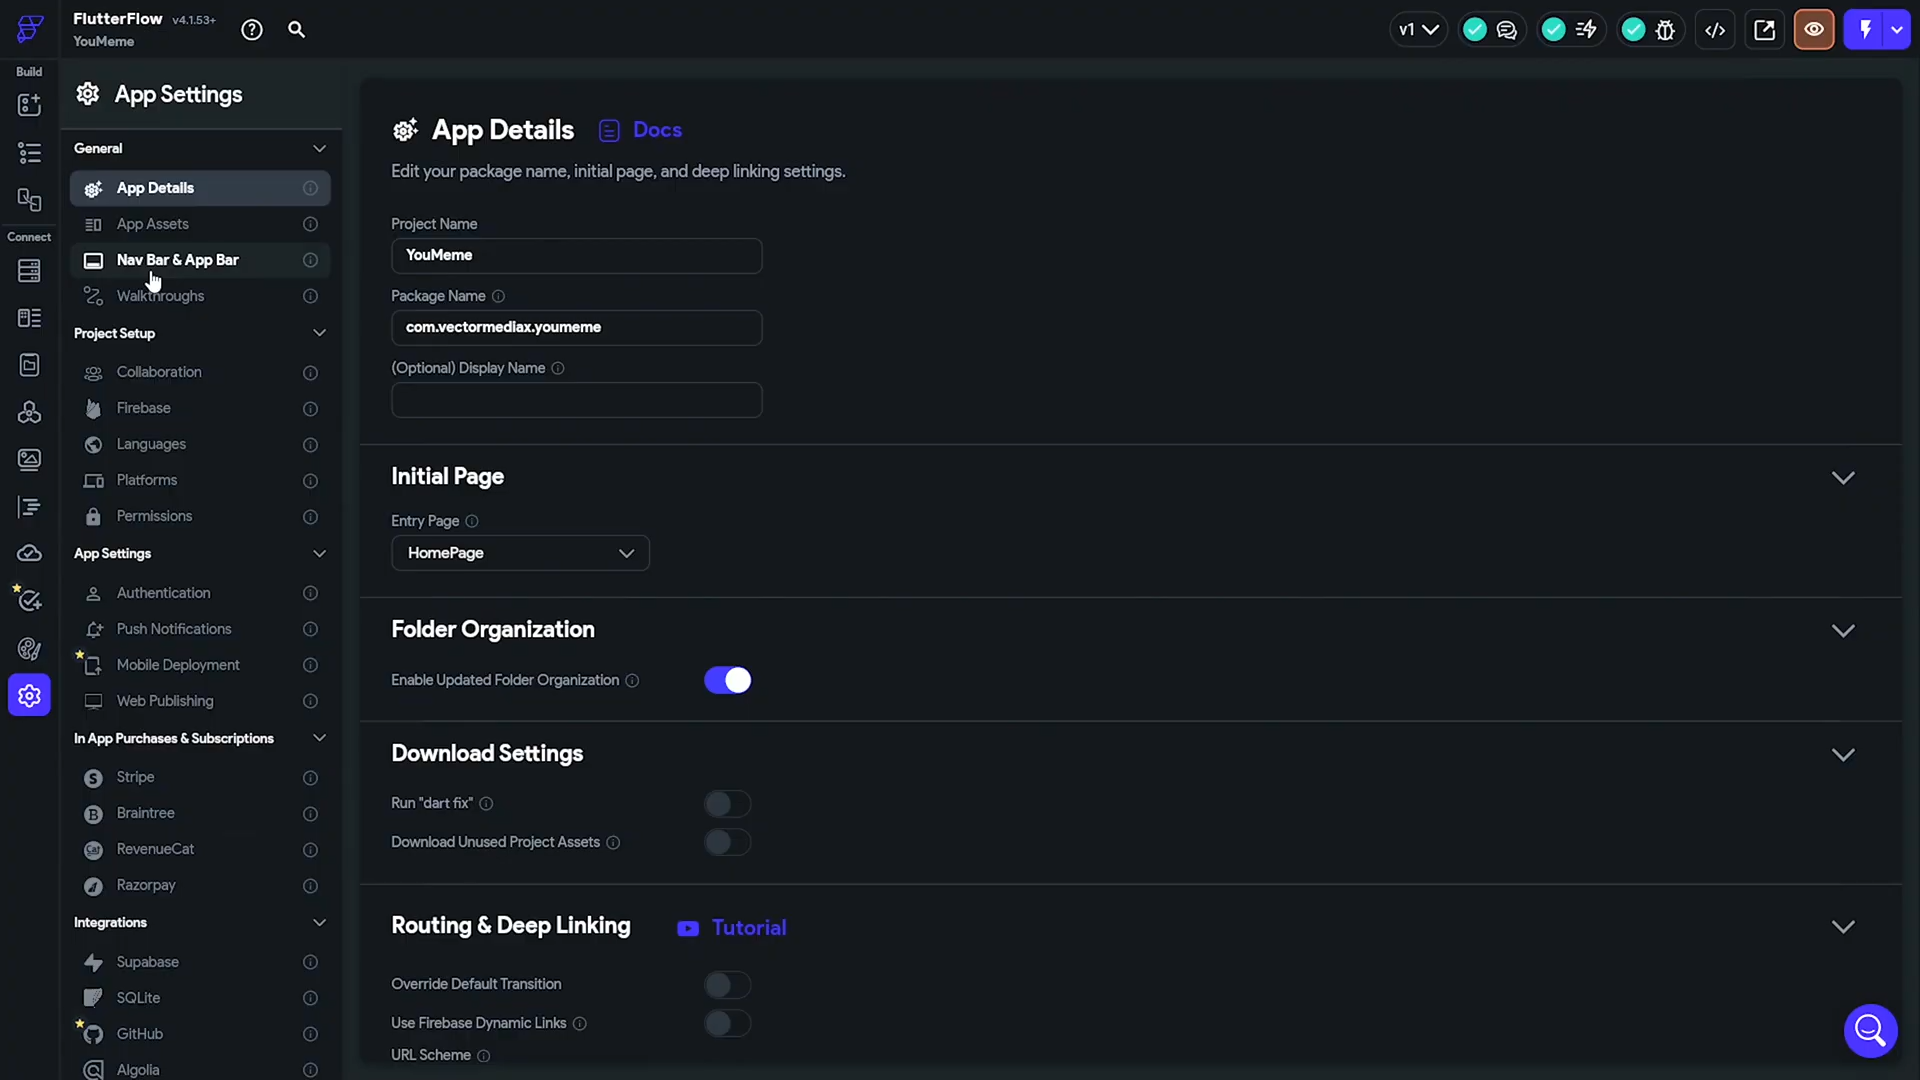 FlutterFlow v4.1.53+
YouMeme
v1
Build
Connect
App Settings
General
App Details
App Assets
Nav Bar & App Bar
Walkthroughs
Project Setup
Collaboration
Firebase
Languages
Platforms
Permissions
App Settings
Authentication
Push Notifications
Mobile Deployment
Web Publishing
In App Purchases & Subscriptions
Stripe
Braintree
RevenueCat
Razorpay
Integrations
Supabase
SQLite
GitHub
Algolia
App Details Docs
Edit your package name, initial page, and deep linking settings.
Project Name
YouMeme
Package Name
com.vectormediax.youmeme
(Optional) Display Name
Initial Page
Entry Page
HomePage
Folder Organization
Enable Updated Folder Organization
Download Settings
Run "dart fix"
Download Unused Project Assets
Routing & Deep Linking Tutorial
Override Default Transition
Use Firebase Dynamic Links
URL Scheme